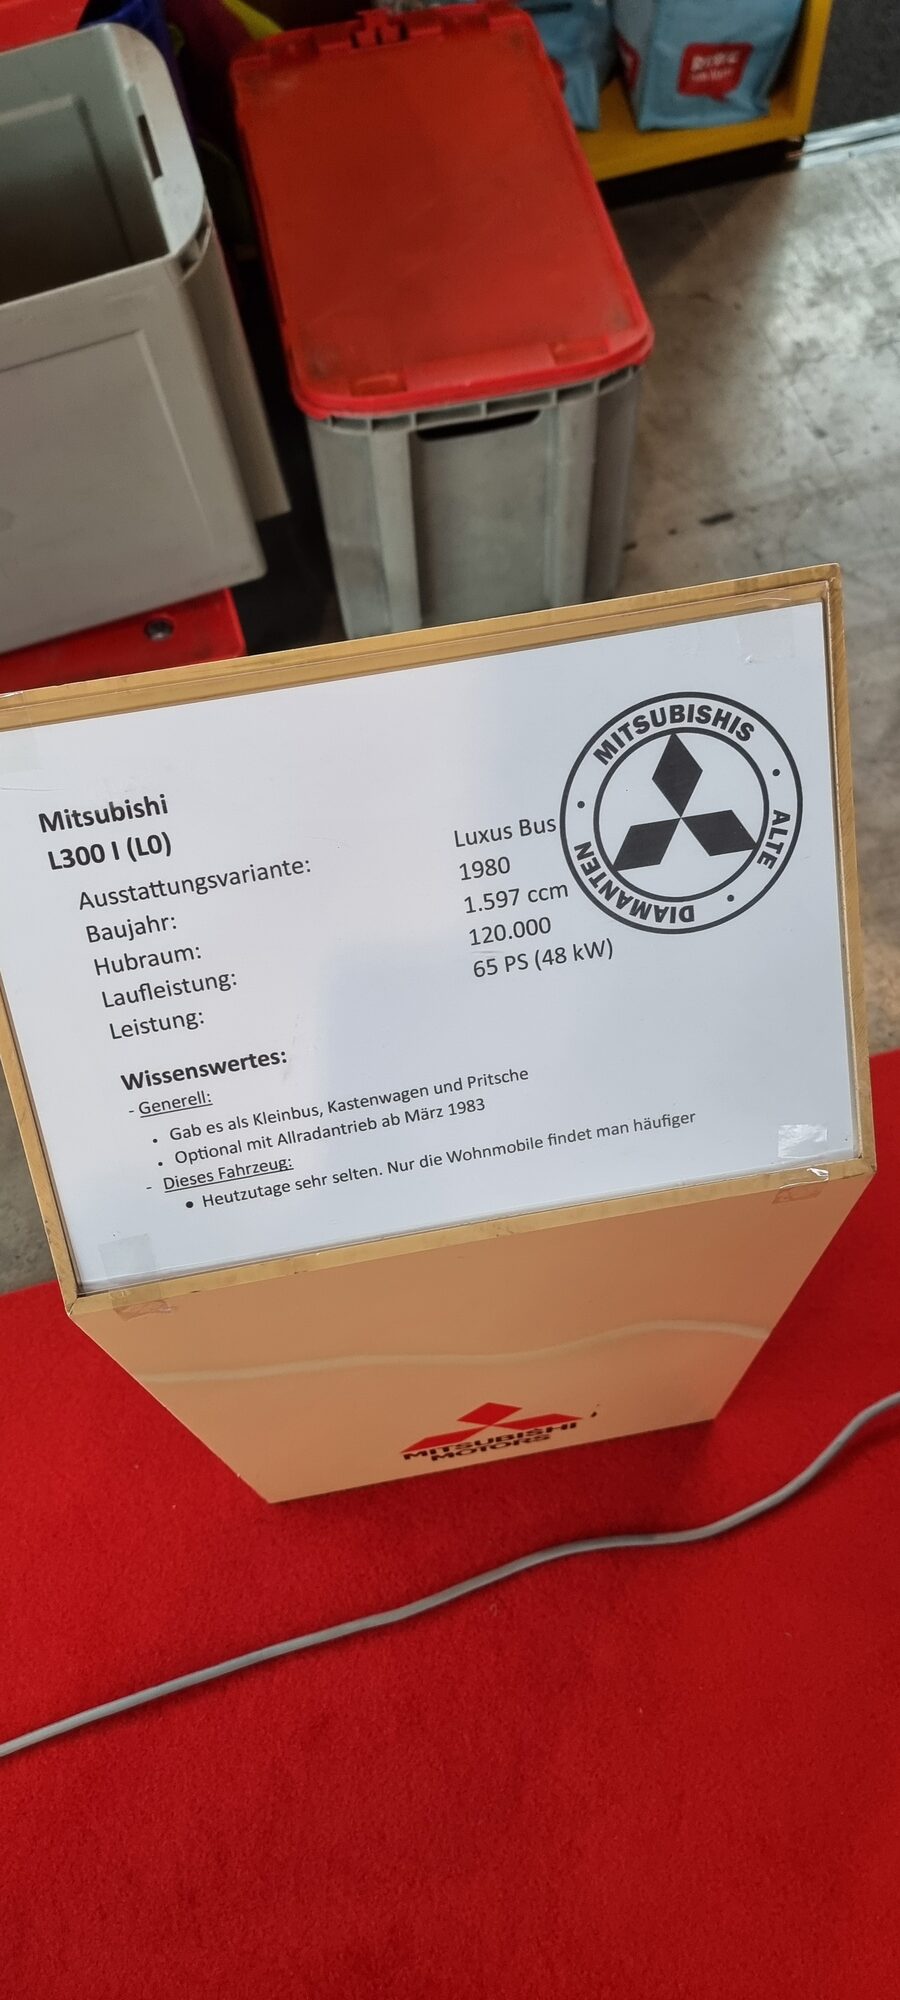 Mitsubishi
L300 I (L0)
Ausstattungsvariante: Luxus Bus
Baujahr: 1980
Hubraum: 1.597 ccm
Laufleistung: 120.000
Leistung: 65 PS (48 kW)
MITSUBISHIS • ALTE • DIAMANTEN •
Wissenswertes:
- Generell:
• Gab es als Kleinbus, Kastenwagen und Pritsche
• Optional mit Allradantrieb ab März 1983
- Dieses Fahrzeug:
• Heutzutage sehr selten. Nur die Wohnmobile findet man häufiger
MITSUBISHI
MOTORS